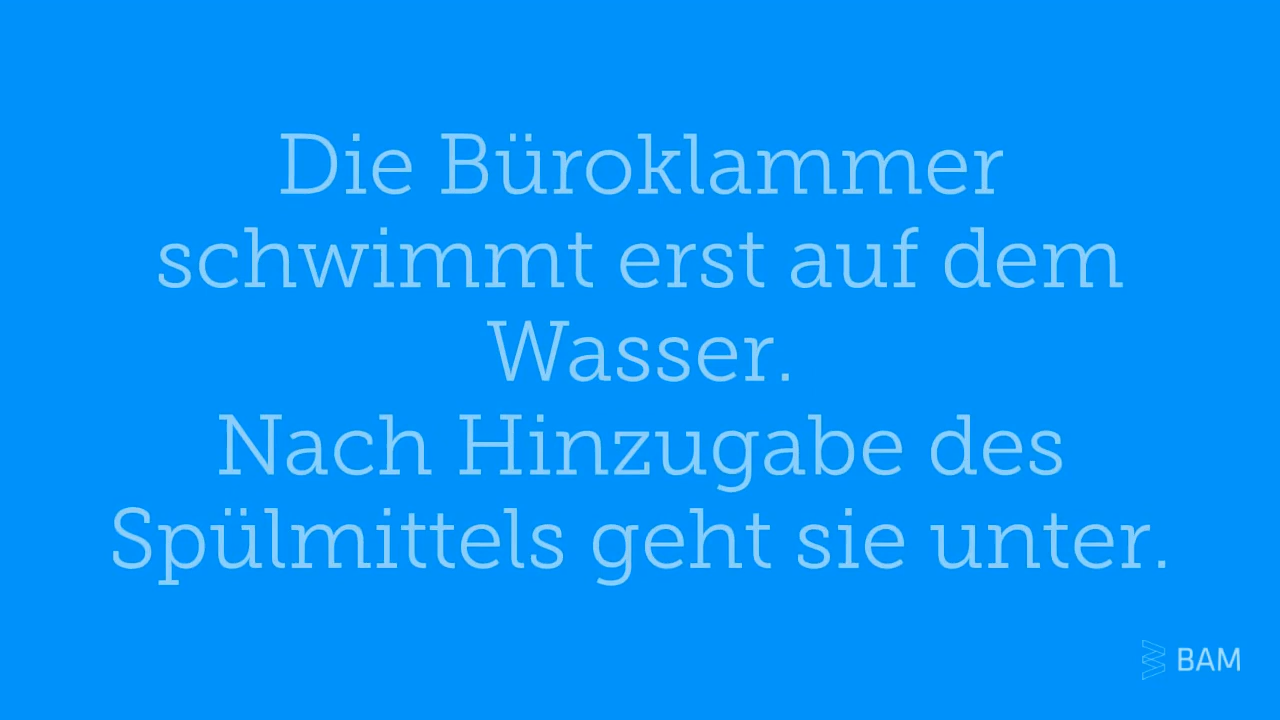 Die Büroklammer
schwimmt erst auf dem
Wasser.
Nach Hinzugabe des
Spülmittels geht sie unter.
BAM